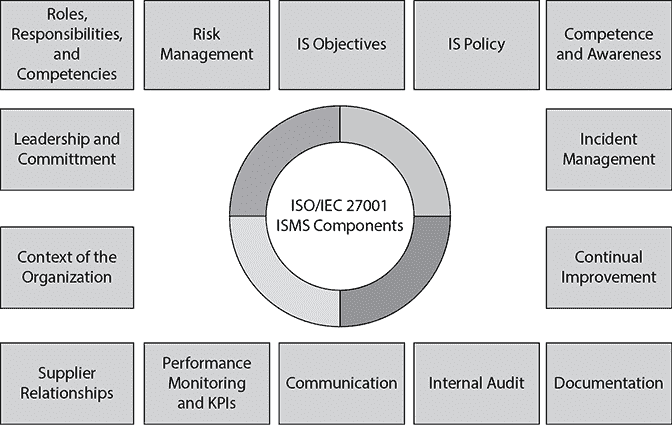 Roles,
Responsibilities,
and
Competencies
Risk
Management
IS Objectives
IS Policy
Competence
and Awareness
Leadership and
Committment
Incident
Management
ISO/IEC 27001
ISMS Components
Context of the
Organization
Continual
Improvement
Supplier
Relationships
Performance
Monitoring
and KPIs
Communication
Internal Audit
Documentation